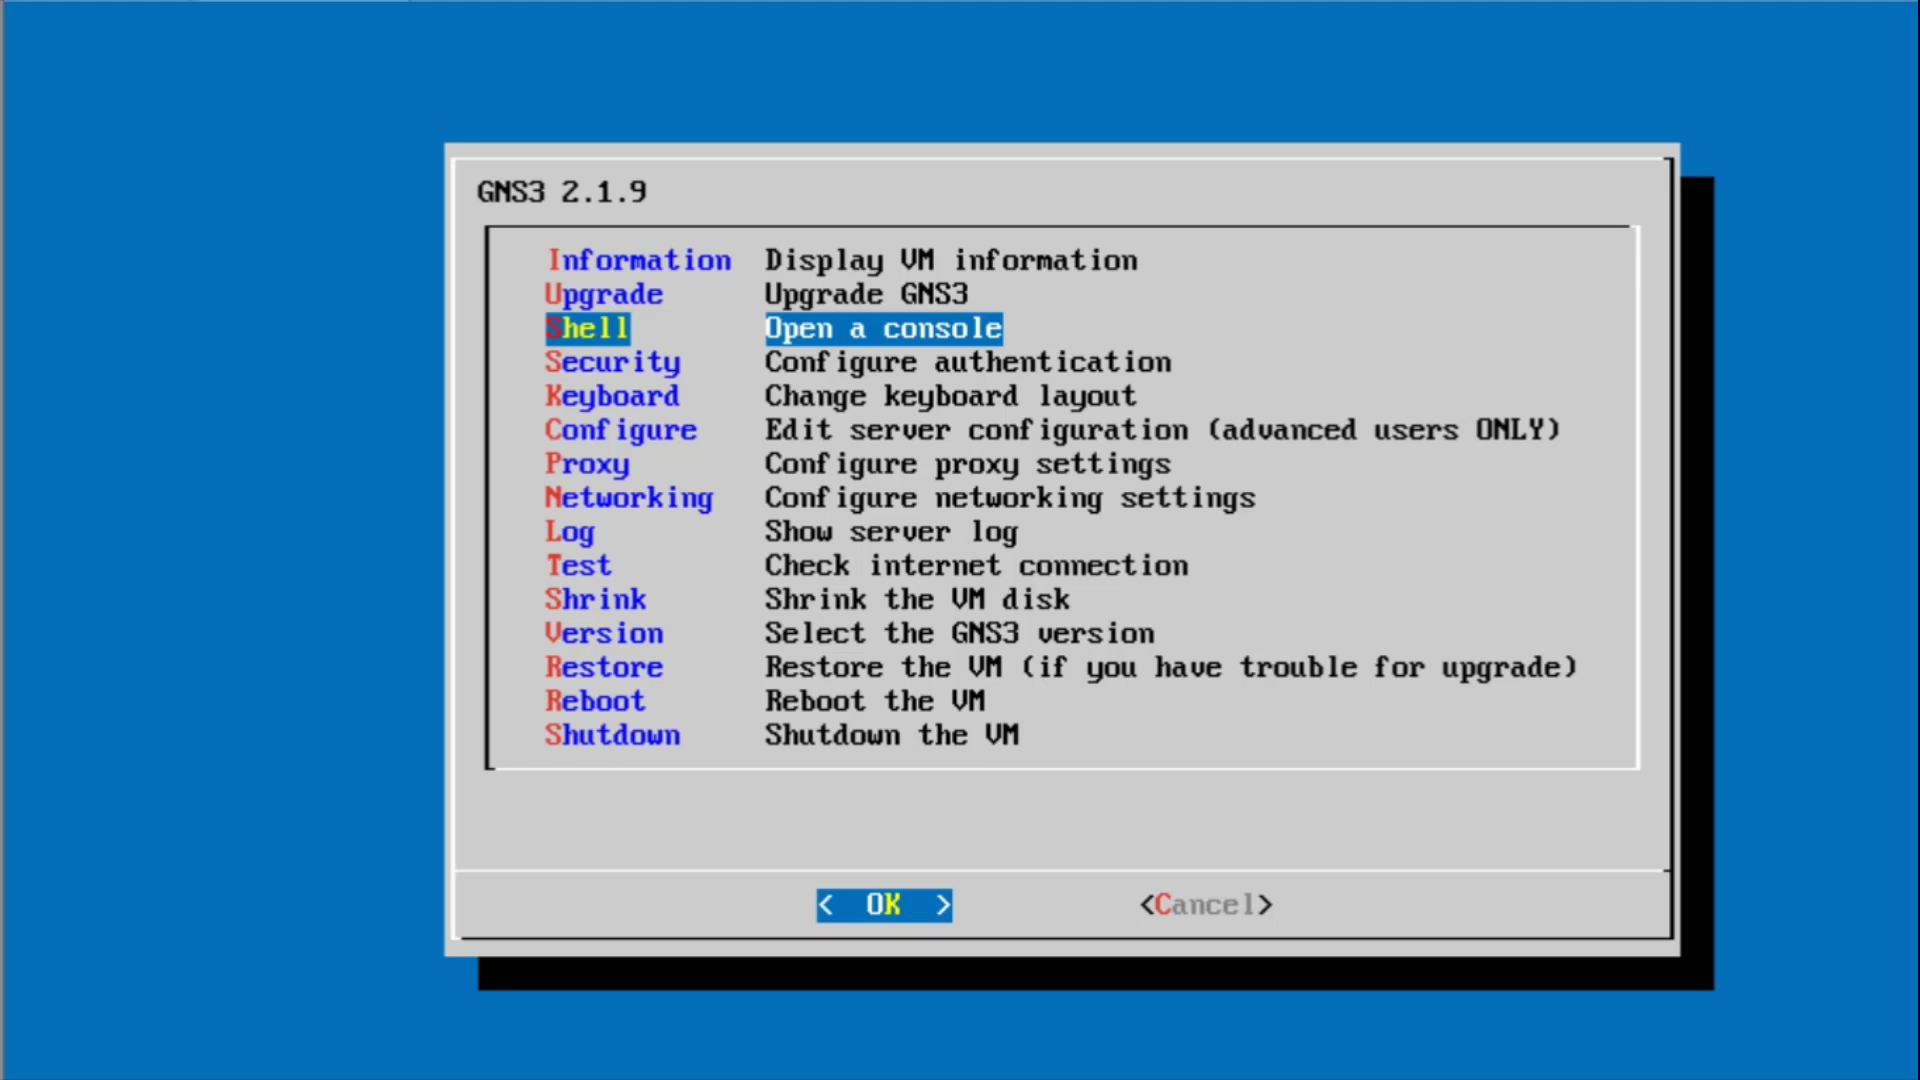 GNS3 2.1.9
Information Display VM information
Upgrade Upgrade GNS3
Shell Open a console
Security Configure authentication
Keyboard Change keyboard layout
Configure Edit server configuration (advanced users ONLY)
Proxy Configure proxy settings
Networking Configure networking settings
Log Show server log
Test Check internet connection
Shrink Shrink the VM disk
Version Select the GNS3 version
Restore Restore the VM (if you have trouble for upgrade)
Reboot Reboot the VM
Shutdown Shutdown the VM
< OK > <Cancel>